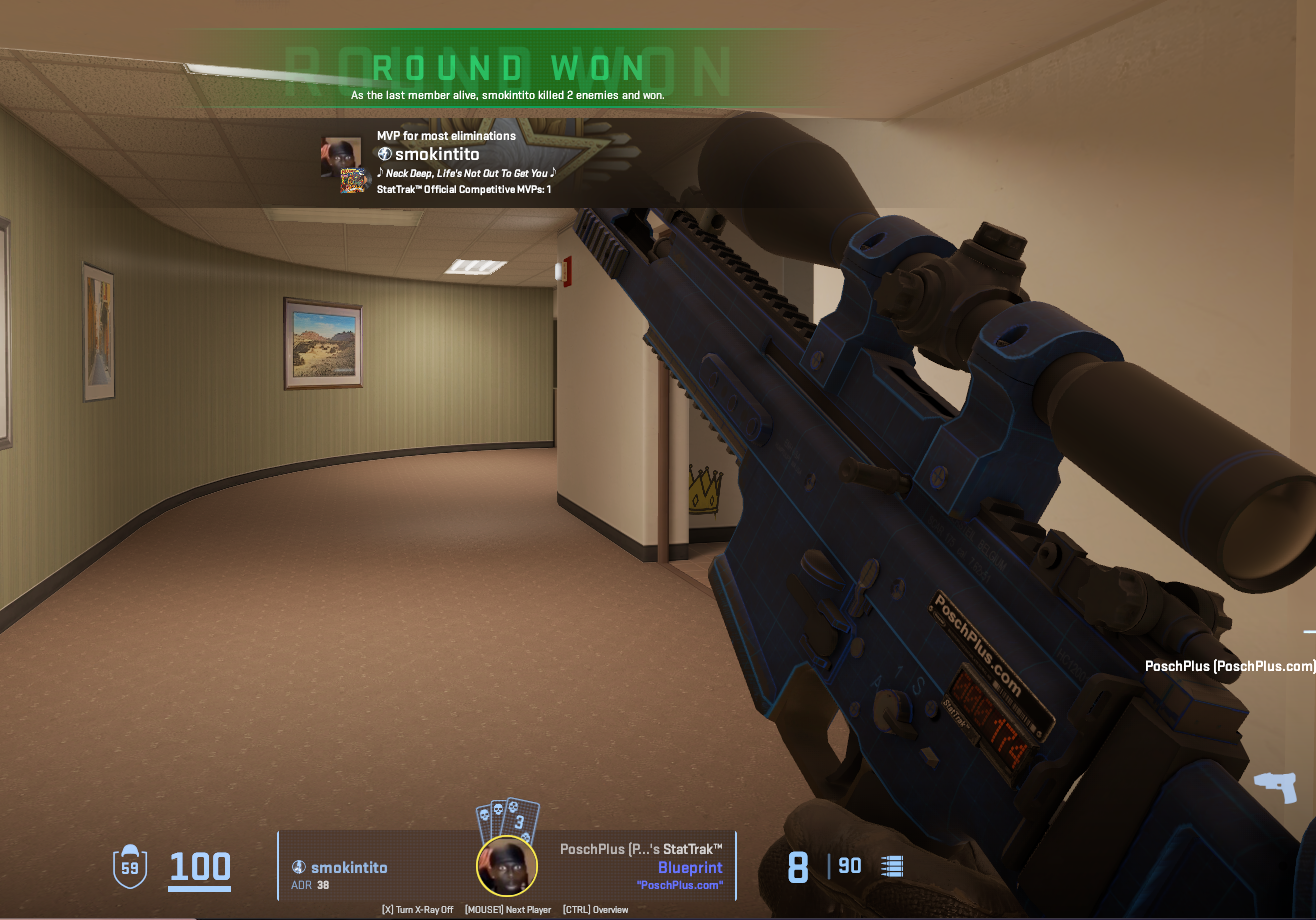 ROUND WON
As the last member alive, smokintito killed 2 enemies and won.
MVP for most eliminations
smokintito
♪ Neck Deep, Life's Not Out To Get You ♪
StatTrak™ Official Competitive MVPs: 1
PoschPlus.com
StatTrak™
174
1 S
PoschPlus (PoschPlus.com)
59
100
smokintito
ADR 38
3
PoschPlus (P...'s StatTrak™
Blueprint
"PoschPlus.com"
8 | 90
[X] Turn X-Ray Off [MOUSE1] Next Player [CTRL] Overview